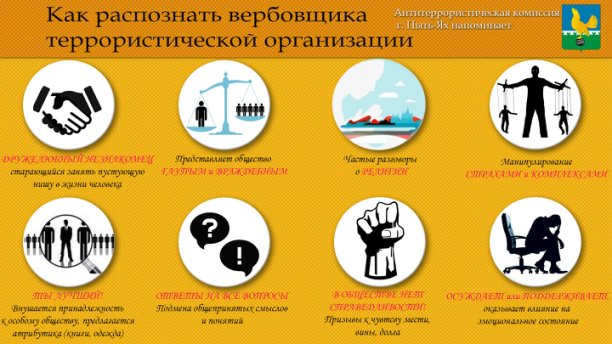 Как распознать вербовщика
террористической организации
Антитеррористическая комиссия
г. Пыть-Ях напоминает
ДРУЖЕЛЮБНЫЙ НЕЗНАКОМЕЦ
старающийся занять пустующую
нишу в жизни человека
Представляет общество
ГЛУПЫМ и ВРАЖДЕБНЫМ
Частые разговоры
о РЕЛИГИИ
Манипулирование
СТРАХАМИ и КОМПЛЕКСАМИ
ТЫ ЛУЧШИЙ!
Внушается принадлежность
к особому обществу, предлагается
атрибутика (книги, одежда)
ОТВЕТЫ НА ВСЕ ВОПРОСЫ
Подмена общепринятых смыслов
и понятий
?
!
В ОБЩЕСТВЕ НЕТ
СПРАВЕДЛИВОСТИ!
Призывы к чувтсву мести,
вины, долга
ОСУЖДАЕТ или ПОДДЕРЖИВАЕТ,
оказывает влияние на
эмоциональное состояние